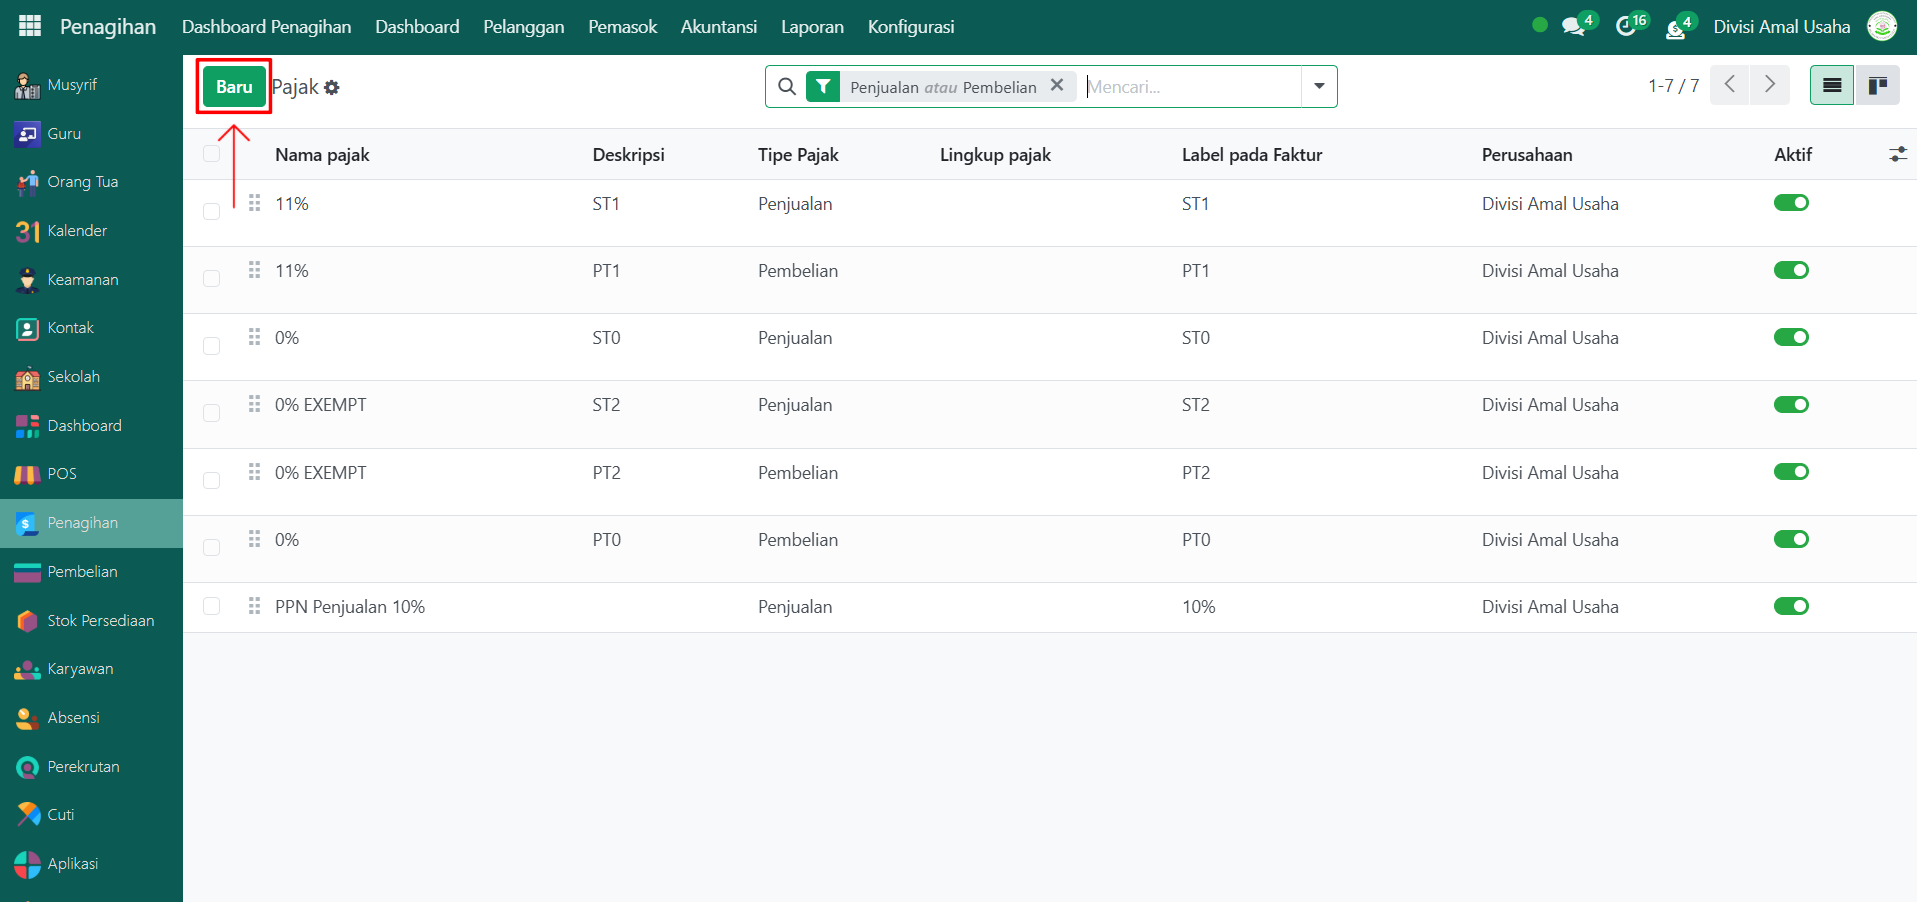 Penagihan Dashboard Penagihan Dashboard Pelanggan Pemasok Akuntansi Laporan Konfigurasi 4 16 4 Divisi Amal Usaha
Musyrif
Guru
Orang Tua
31 Kalender
Keamanan
Kontak
Sekolah
Dashboard
POS
Penagihan
Pembelian
Stok Persediaan
Karyawan
Absensi
Perekrutan
Cuti
Aplikasi
Baru Pajak Penjualan atau Pembelian Mencari... 1-7 / 7
Nama pajak Deskripsi Tipe Pajak Lingkup pajak Label pada Faktur Perusahaan Aktif
11% ST1 Penjualan ST1 Divisi Amal Usaha
11% PT1 Pembelian PT1 Divisi Amal Usaha
0% ST0 Penjualan ST0 Divisi Amal Usaha
0% EXEMPT ST2 Penjualan ST2 Divisi Amal Usaha
0% EXEMPT PT2 Pembelian PT2 Divisi Amal Usaha
0% PT0 Pembelian PT0 Divisi Amal Usaha
PPN Penjualan 10% Penjualan 10% Divisi Amal Usaha